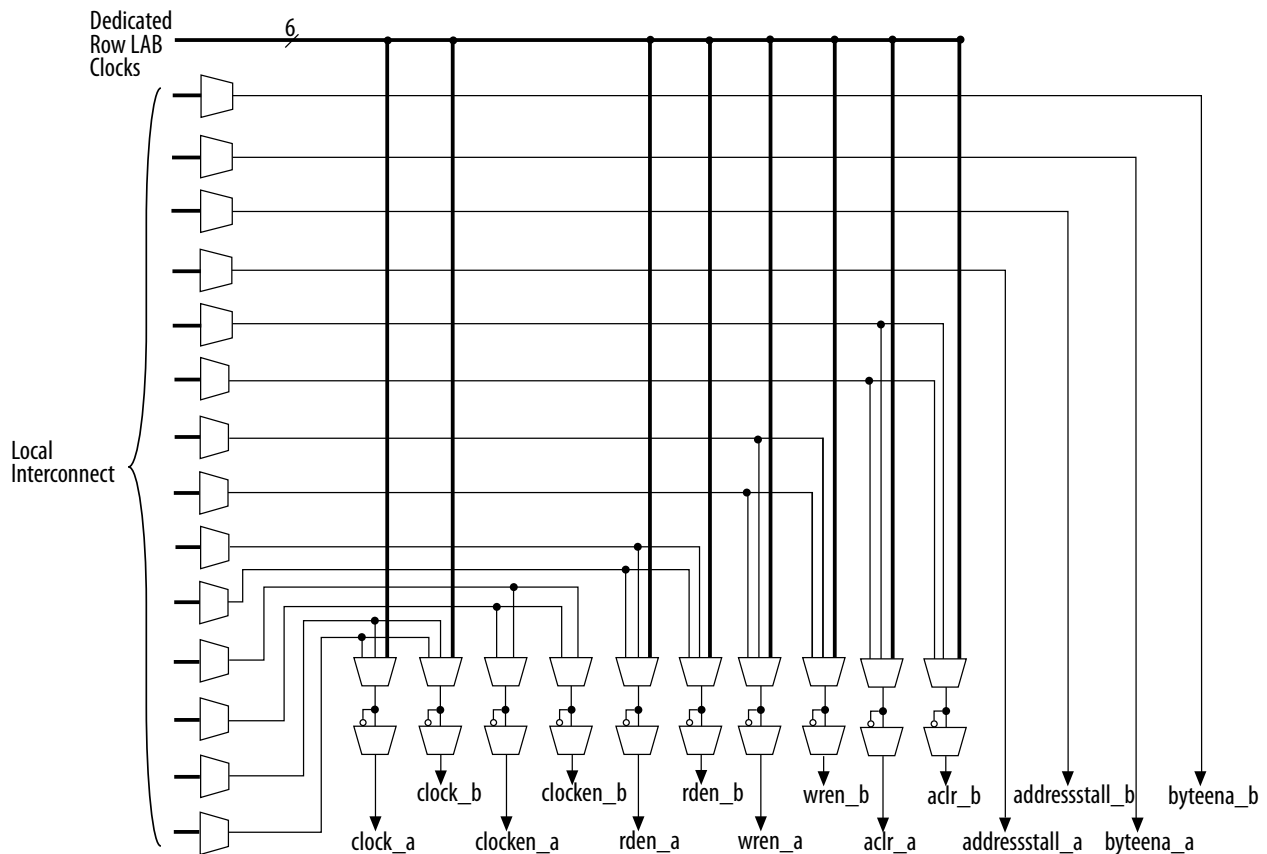 Dedicated
Row LAB
Clocks
6
Local
Interconnect
clock_b
clocken_b
rden_b
wren_b
aclr_b
addressstall_b
byteena_b
clock_a
clocken_a
rden_a
wren_a
aclr_a
addressstall_a
byteena_a